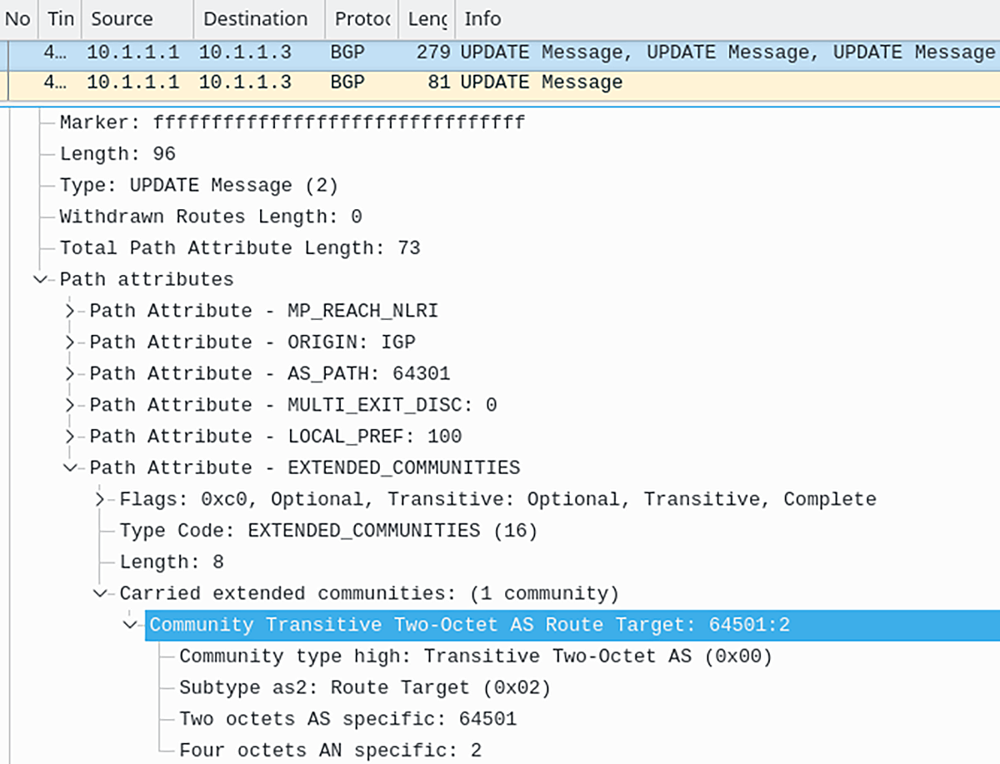 No Tin Source Destination Protoc Leng Info
4… 10.1.1.1 10.1.1.3 BGP 279 UPDATE Message, UPDATE Message, UPDATE Message
4… 10.1.1.1 10.1.1.3 BGP 81 UPDATE Message
Marker: ffffffffffffffffffffffffffffffff
Length: 96
Type: UPDATE Message (2)
Withdrawn Routes Length: 0
Total Path Attribute Length: 73
Path attributes
Path Attribute - MP_REACH_NLRI
Path Attribute - ORIGIN: IGP
Path Attribute - AS_PATH: 64301
Path Attribute - MULTI_EXIT_DISC: 0
Path Attribute - LOCAL_PREF: 100
Path Attribute - EXTENDED_COMMUNITIES
Flags: 0xc0, Optional, Transitive: Optional, Transitive, Complete
Type Code: EXTENDED_COMMUNITIES (16)
Length: 8
Carried extended communities: (1 community)
Community Transitive Two-Octet AS Route Target: 64501:2
Community type high: Transitive Two-Octet AS (0x00)
Subtype as2: Route Target (0x02)
Two octets AS specific: 64501
Four octets AN specific: 2